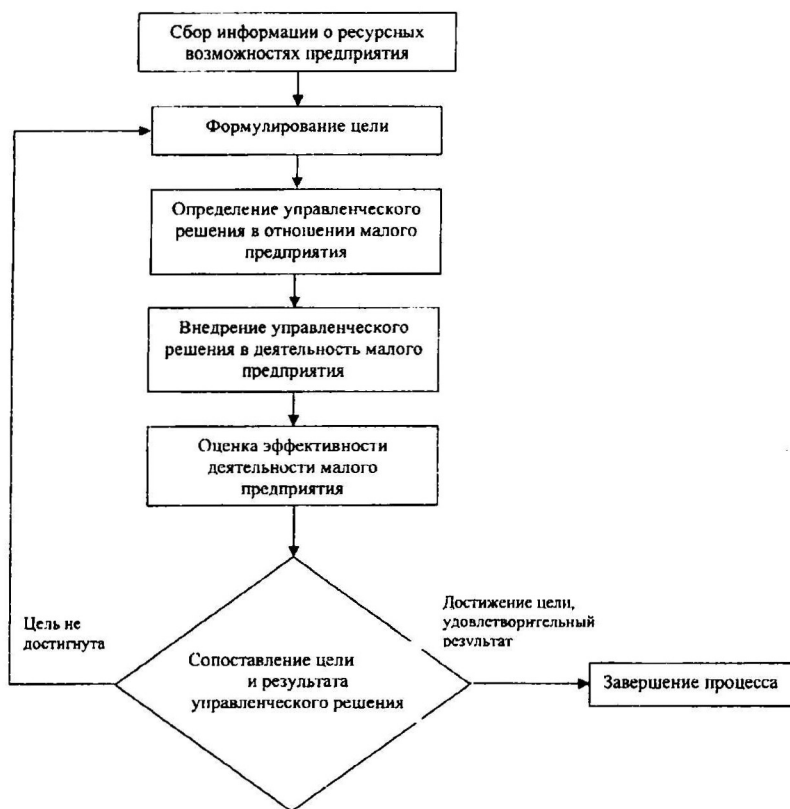 Сбор информации о ресурсных
возможностях предприятия
Формулирование цели
Определение управленческого
решения в отношении малого
предприятия
Внедрение управленческого
решения в деятельность малого
предприятия
Оценка эффективности
деятельности малого
предприятия
Цель не
достигнута
Достижение цели,
удовлетворительный
результат
Сопоставление цели
и результата
управленческого решения
Завершение процесса